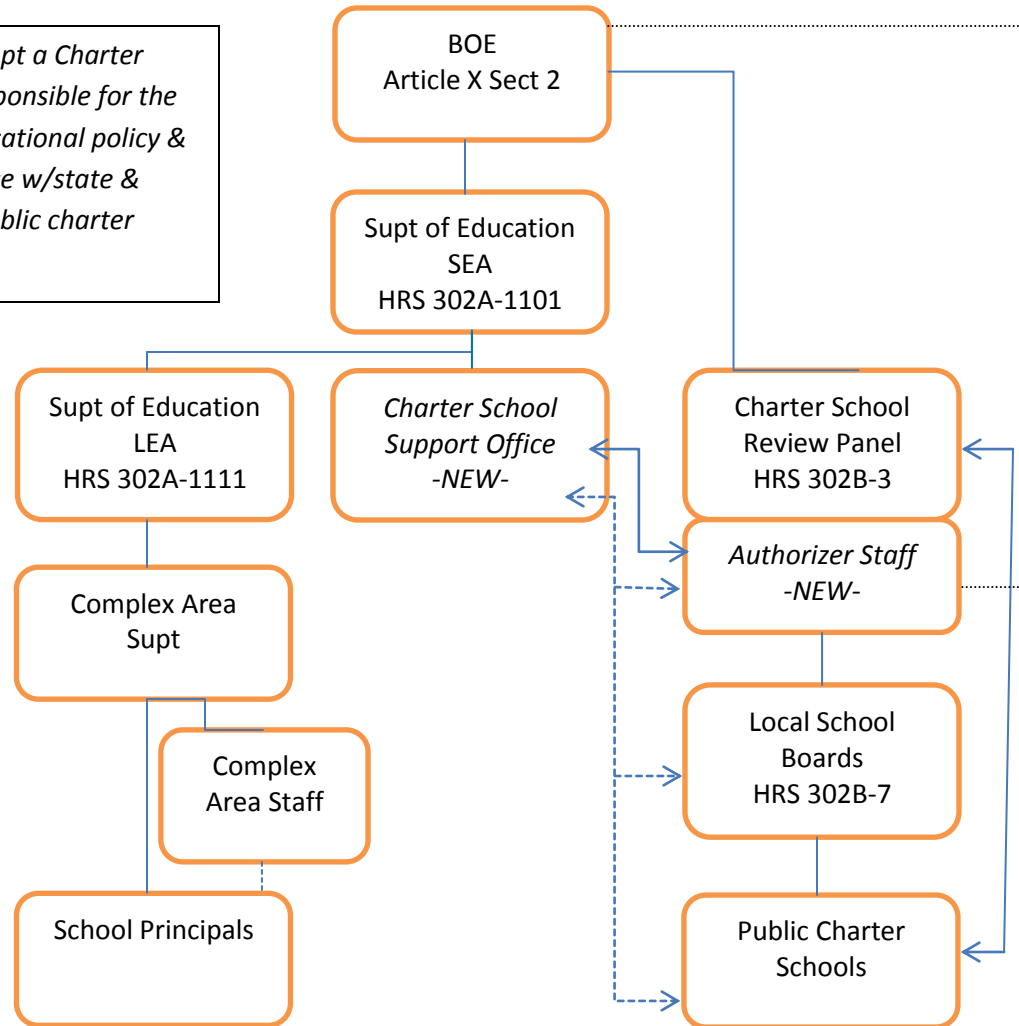 pt a Charter
ponsible for the
cational policy &
e w/state &
blic charter
BOE
Article X Sect 2
Supt of Education
SEA
HRS 302A-1101
Supt of Education
LEA
HRS 302A-1111
Charter School
Support Office
-NEW-
Charter School
Review Panel
HRS 302B-3
Authorizer Staff
-NEW-
Complex Area
Supt
Complex
Area Staff
Local School
Boards
HRS 302B-7
School Principals
Public Charter
Schools